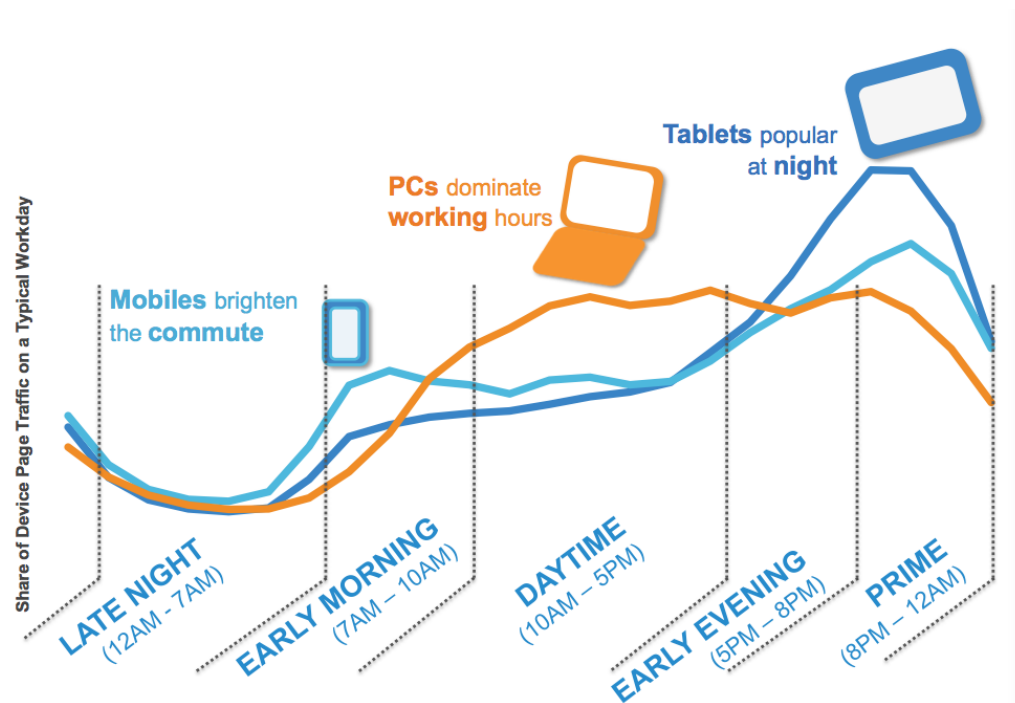 Share of Device Page Traffic on a Typical Workday
Mobiles brighten
the commute
PCs dominate
working hours
Tablets popular
at night
LATE NIGHT
(12AM - 7AM)
EARLY MORNING
(7AM – 10AM)
DAYTIME
(10AM – 5PM)
EARLY EVENING
(5PM – 8PM)
PRIME
(8PM – 12AM)